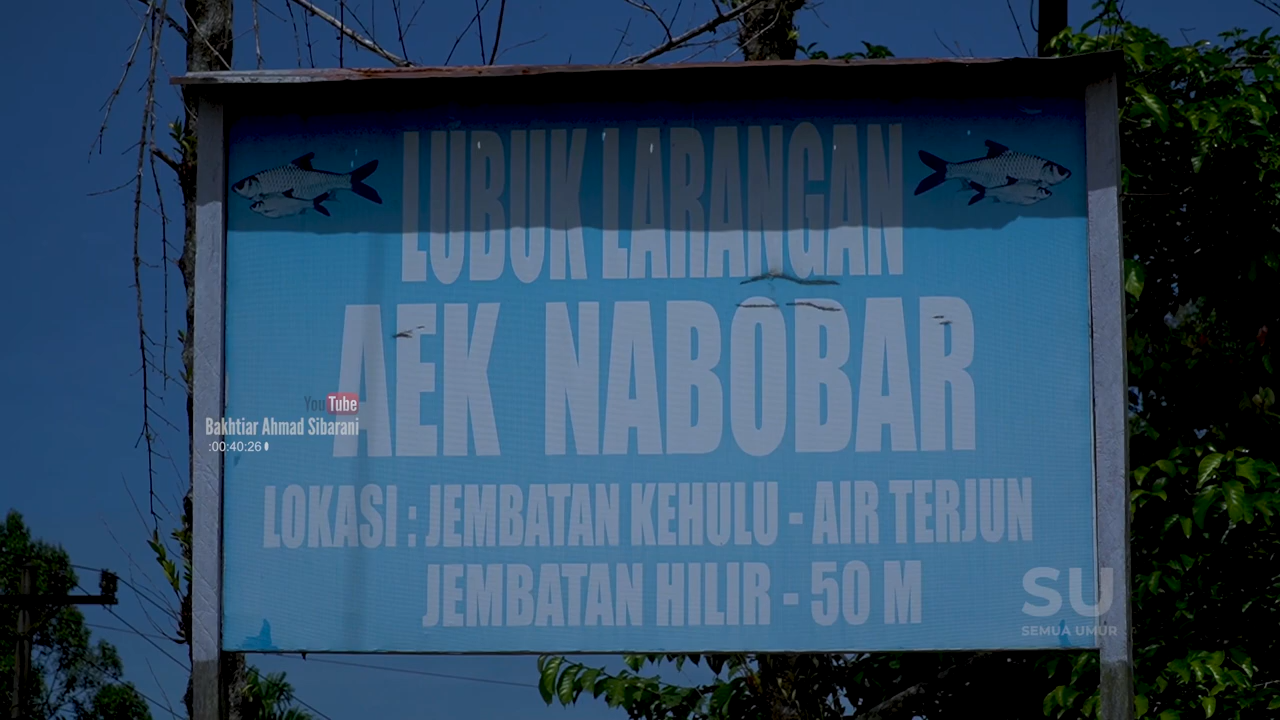 LUBUK LARANGAN
AEK NABOBAR
YouTube
Bakhtiar Ahmad Sibarani
:00:40:26
LOKASI : JEMBATAN KEHULU - AIR TERJUN
JEMBATAN HILIR - 50 M
SU
SEMUA UMUR